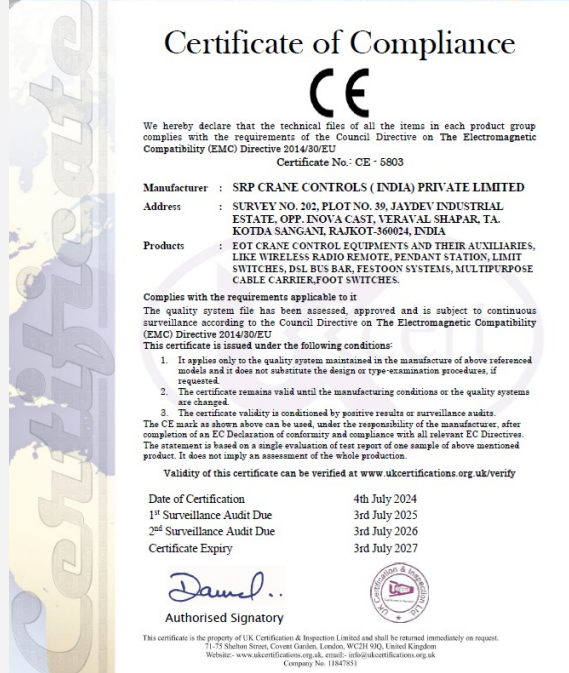 Certificate of Compliance
CE
We hereby declare that the technical files of all the items in each product group
complies with the requirements of the Council Directive on The Electromagnetic
Compatibility (EMC) Directive 2014/30/EU
Certificate No.: CE - 5803
Manufacturer : SRP CRANE CONTROLS ( INDIA) PRIVATE LIMITED
Address : SURVEY NO. 202, PLOT NO. 39, JAYDEV INDUSTRIAL
ESTATE, OPP. INOVA CAST, VERAVAL SHAPAR, TA.
KOTDA SANGANI, RAJKOT-360024, INDIA
Products : EOT CRANE CONTROL EQUIPMENTS AND THEIR AUXILIARIES,
LIKE WIRELESS RADIO REMOTE, PENDANT STATION, LIMIT
SWITCHES, DSL BUS BAR, FESTOON SYSTEMS, MULTIPURPOSE
CABLE CARRIER,FOOT SWITCHES.
Complies with the requirements applicable to it
The quality system file has been assessed, approved and is subject to continuous
surveillance according to the Council Directive on The Electromagnetic Compatibility
(EMC) Directive 2014/30/EU
This certificate is issued under the following conditions:
1. It applies only to the quality system maintained in the manufacture of above referenced
models and it does not substitute the design or type-examination procedures, if
requested.
2. The certificate remains valid until the manufacturing conditions or the quality systems
are changed.
3. The certificate validity is conditioned by positive results or surveillance audits.
The CE mark as shown above can be used, under the responsibility of the manufacturer, after
completion of an EC Declaration of conformity and compliance with all relevant EC Directives.
The statement is based on a single evaluation of test report of one sample of above mentioned
product. It does not imply an assessment of the whole production.
Validity of this certificate can be verified at www.ukcertifications.org.uk/verify
Date of Certification 4th July 2024
1st Surveillance Audit Due 3rd July 2025
2nd Surveillance Audit Due 3rd July 2026
Certificate Expiry 3rd July 2027
Authorised Signatory
UK Certification & Inspection Ltd
This certificate is the property of UK Certification & Inspection Limited and shall be returned immediately on request.
71-75 Shelton Street, Covent Garden, London, WC2H 9JQ, United Kingdom
Website:- www.ukcertifications.org.uk, email:- info@ukcertifications.org.uk
Company No. 11847851
Certificate